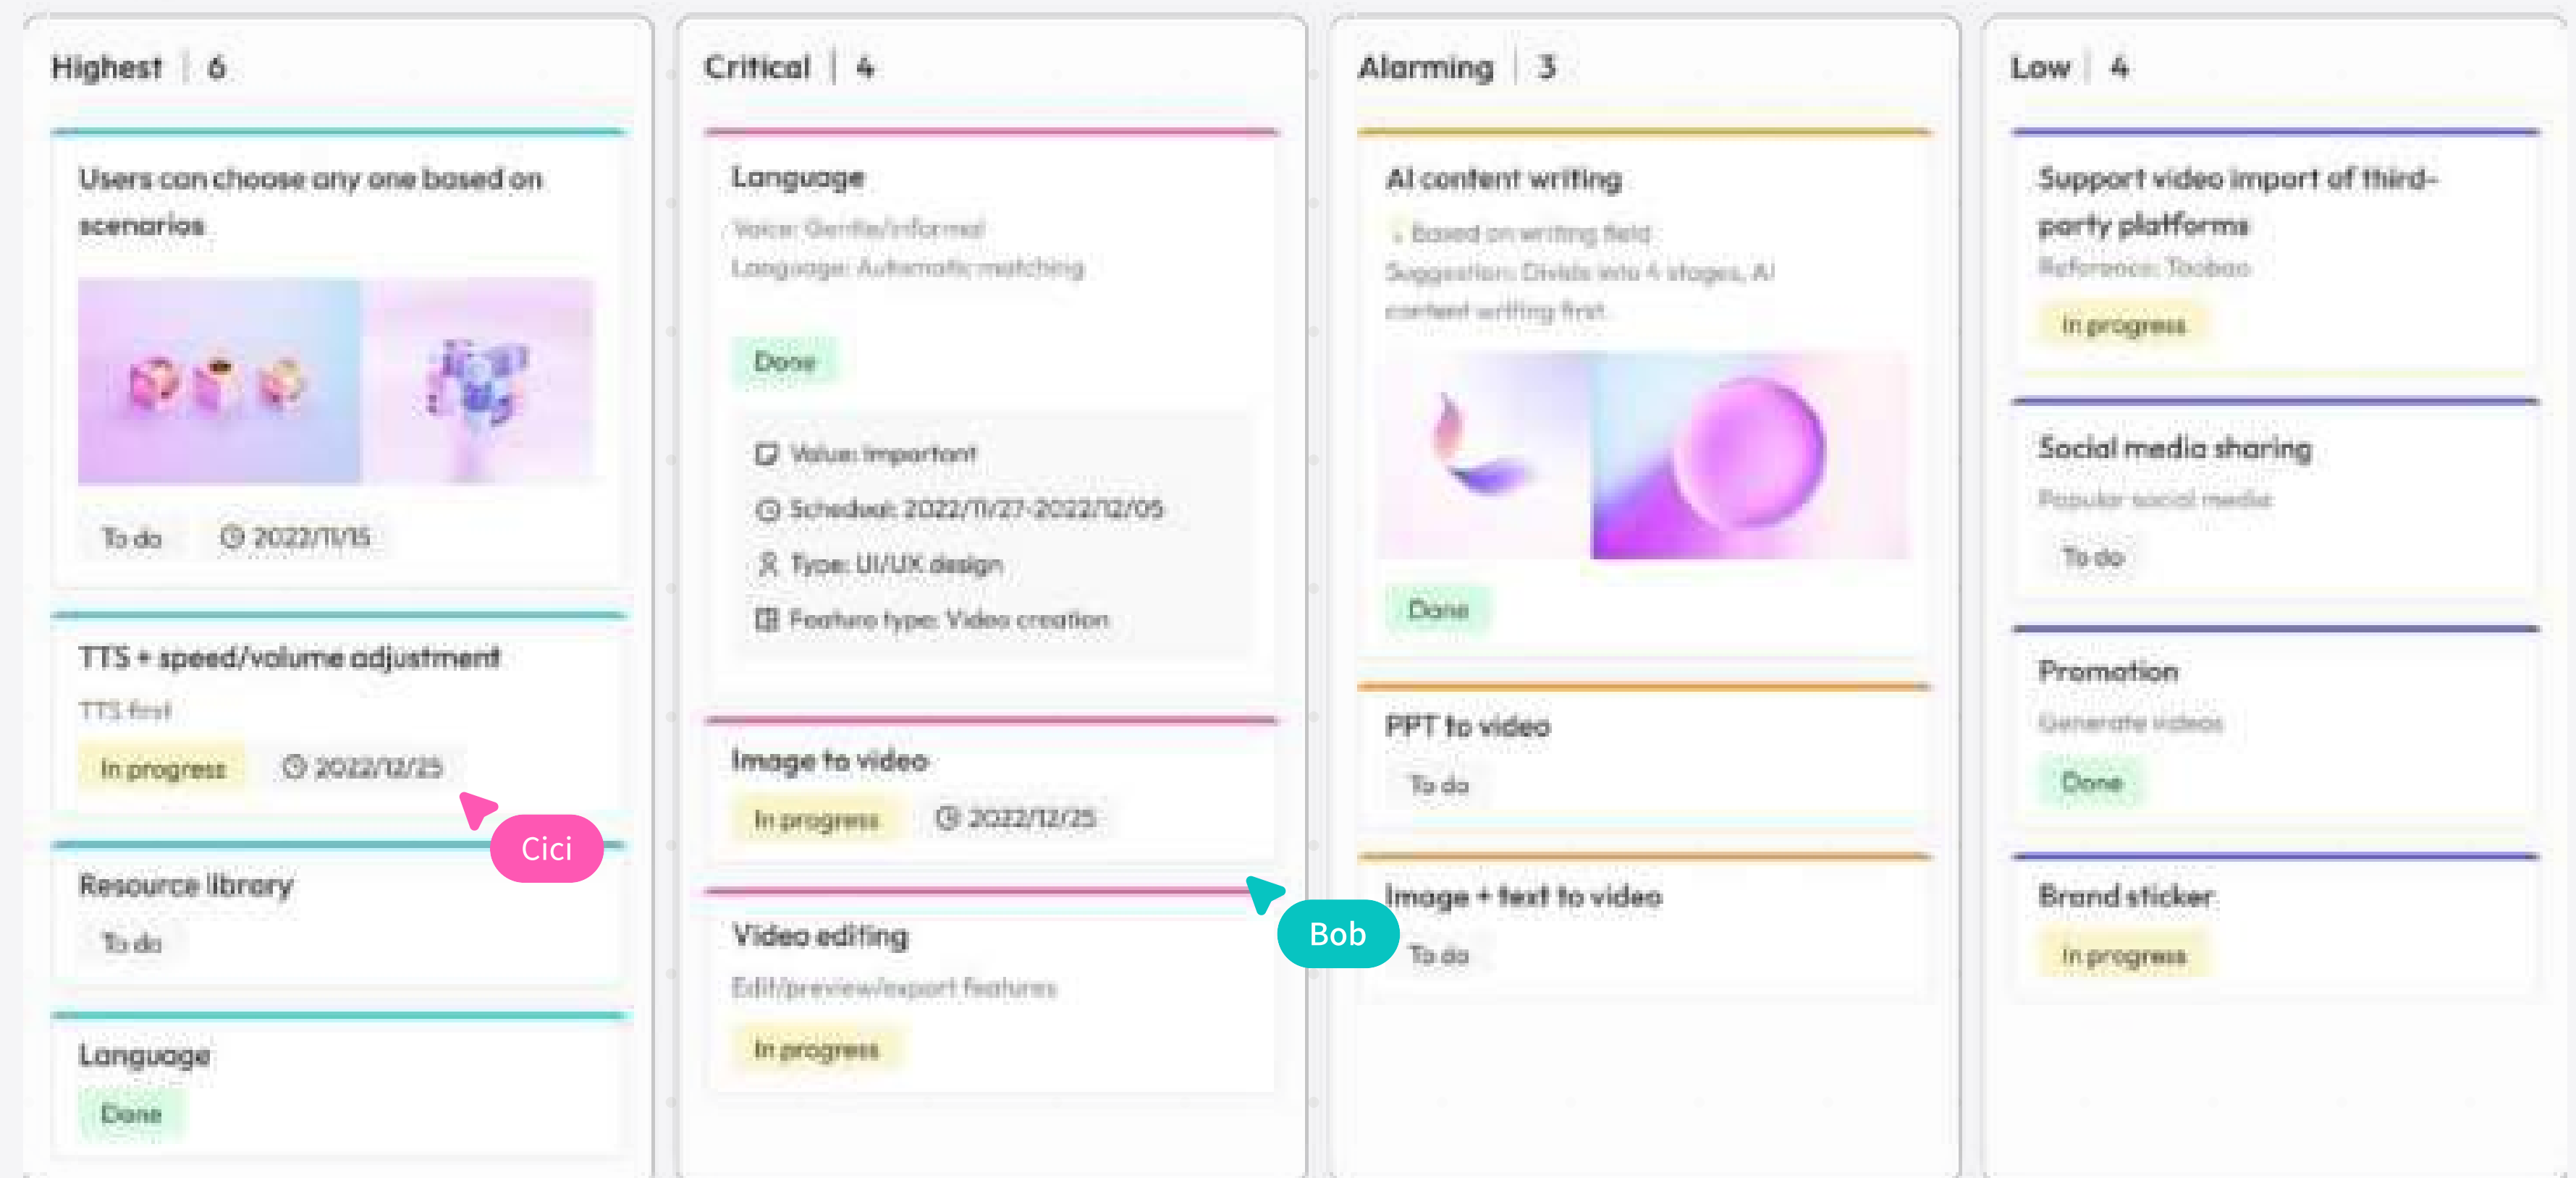 Highest | 6
Users can choose any one based on
scenarios
To do 2022/11/15
TTS + speed/volume adjustment
TTS first
In progress 2022/12/25
Cici
Resource library
To do
Language
Done
Critical | 4
Language
Voice: Gentle/informal
Language: Automatic matching
Done
Value: Important
Schedual: 2022/11/27-2022/12/05
Type: UI/UX design
Feature type: Video creation
Image to video
In progress 2022/12/25
Bob
Video editing
Edit/preview/export features
In progress
Alarming | 3
AI content writing
Based on writing field
Suggestion: Divide into 4 stages, AI
content writing first.
Done
PPT to video
To do
Image + text to video
To do
Low | 4
Support video import of third-
party platforms
Reference: Taobao
In progress
Social media sharing
Popular social media
To do
Promotion
Generate videos
Done
Brand sticker
In progress